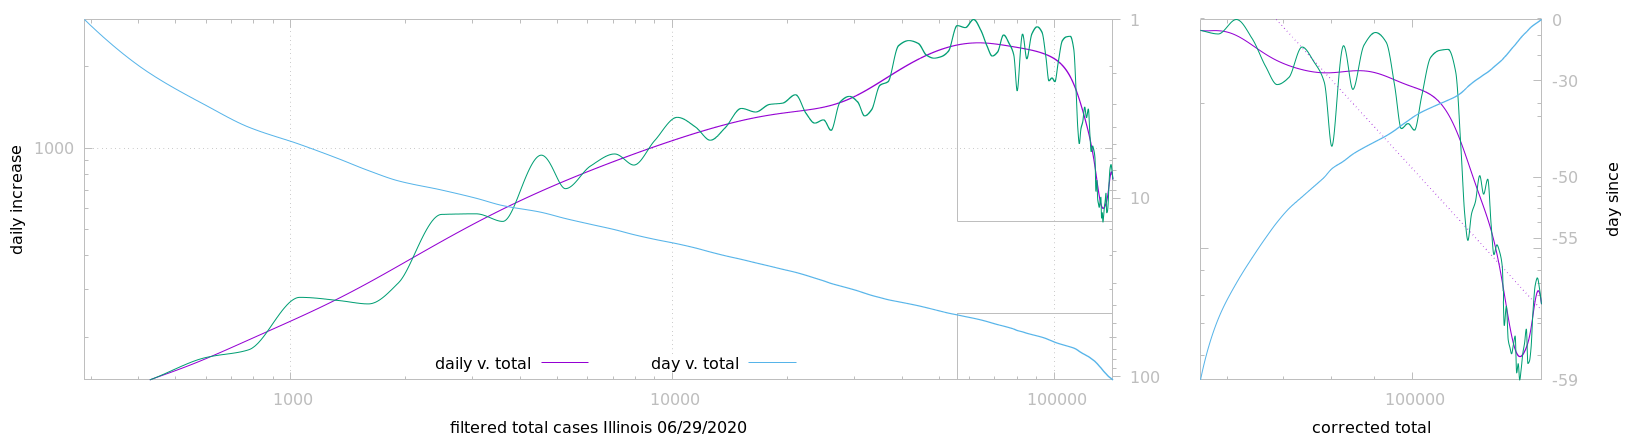 daily increase
1000
1
10
100
daily v. total
day v. total
1000
10000
100000
filtered total cases Illinois 06/29/2020
0
-30
-50
-55
-59
day since
100000
corrected total